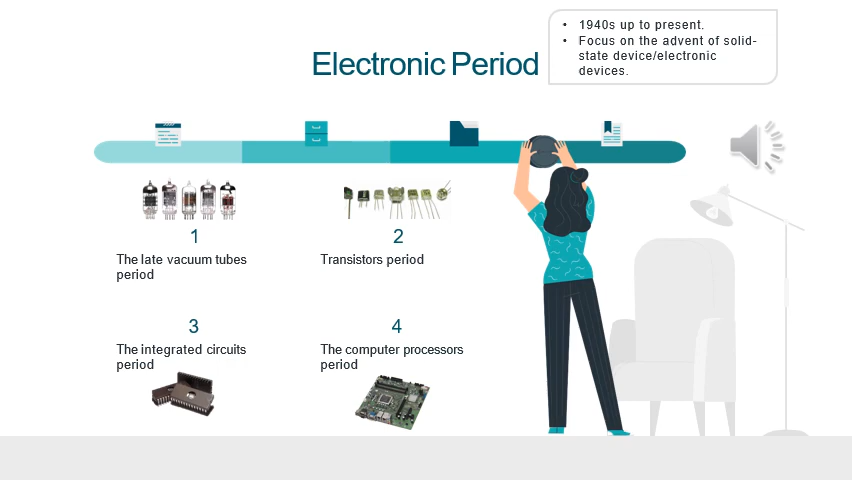 • 1940s up to present.
• Focus on the advent of solid-
state device/electronic
devices.
Electronic Period
1
The late vacuum tubes
period
2
Transistors period
3
The integrated circuits
period
4
The computer processors
period